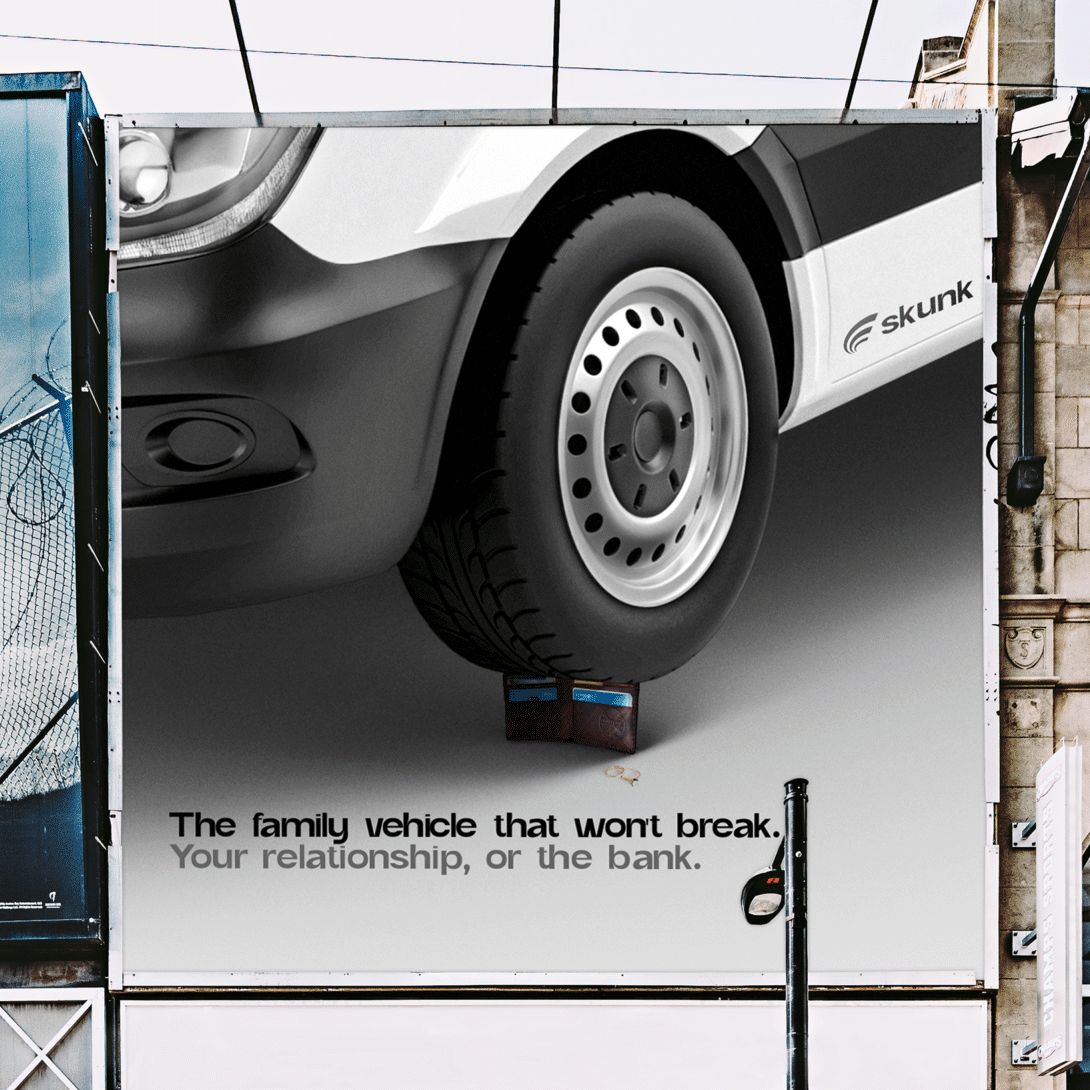 skunk
The family vehicle that won't break.
Your relationship, or the bank.